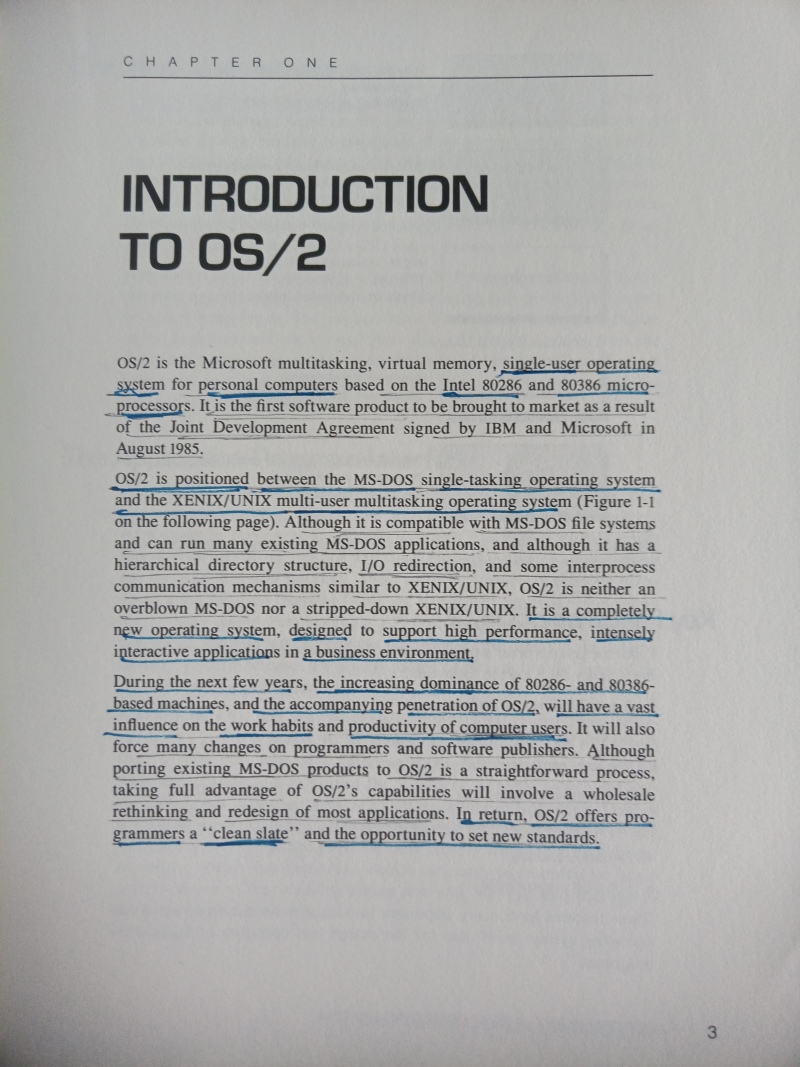 CHAPTER ONE
INTRODUCTION
TO OS/2
OS/2 is the Microsoft multitasking, virtual memory, single-user operating
system for personal computers based on the Intel 80286 and 80386 micro-
processors. It is the first software product to be brought to market as a result
of the Joint Development Agreement signed by IBM and Microsoft in
August 1985.
OS/2 is positioned between the MS-DOS single-tasking operating system
and the XENIX/UNIX multi-user multitasking operating system (Figure 1-1
on the following page). Although it is compatible with MS-DOS file systems
and can run many existing MS-DOS applications, and although it has a
hierarchical directory structure, I/O redirection, and some interprocess
communication mechanisms similar to XENIX/UNIX, OS/2 is neither an
overblown MS-DOS nor a stripped-down XENIX/UNIX. It is a completely
new operating system, designed to support high performance, intensely
interactive applications in a business environment.
During the next few years, the increasing dominance of 80286- and 80386-
based machines, and the accompanying penetration of OS/2, will have a vast
influence on the work habits and productivity of computer users. It will also
force many changes on programmers and software publishers. Although
porting existing MS-DOS products to OS/2 is a straightforward process,
taking full advantage of OS/2's capabilities will involve a wholesale
rethinking and redesign of most applications. In return, OS/2 offers pro-
grammers a ‘‘clean slate’’ and the opportunity to set new standards.
3